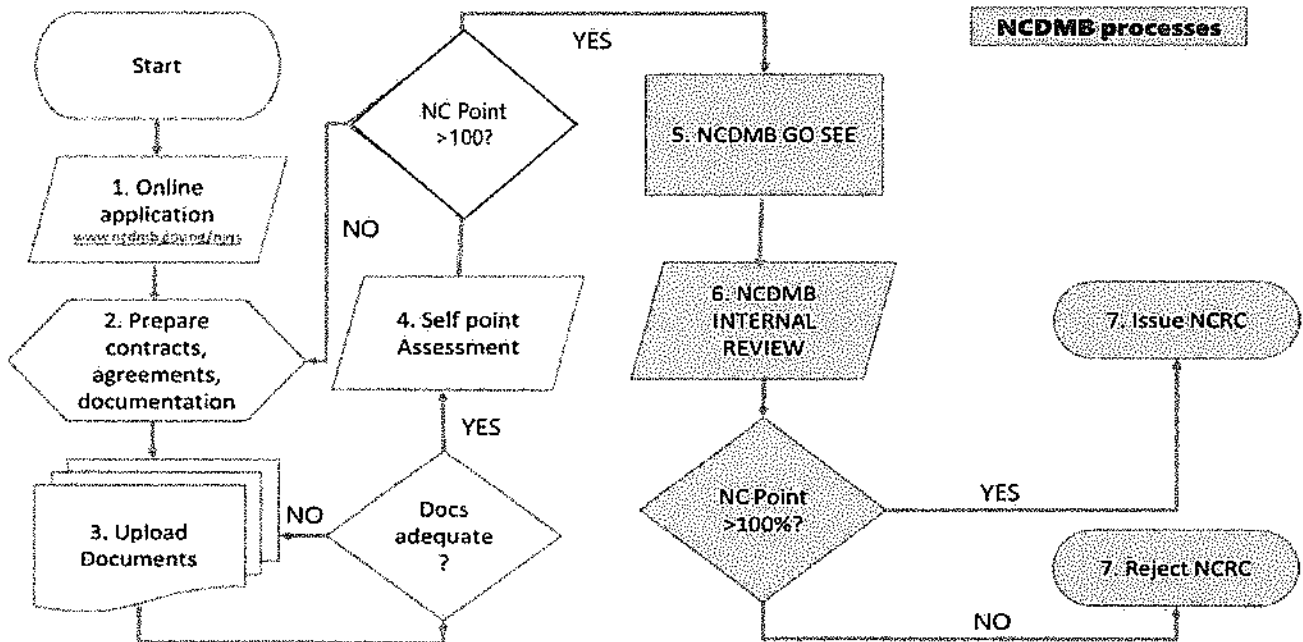 NCDMB processes
Start
1. Online
application
2. Prepare
contracts,
agreements,
documentation
3. Upload
Documents
Docs
adequate
?
NO
YES
4. Self point
Assessment
NC Point
>100?
NO
YES
5. NCDMB GO SEE
6. NCDMB
INTERNAL
REVIEW
NC Point
>100%?
YES
NO
7. Issue NCRC
7. Reject NCRC